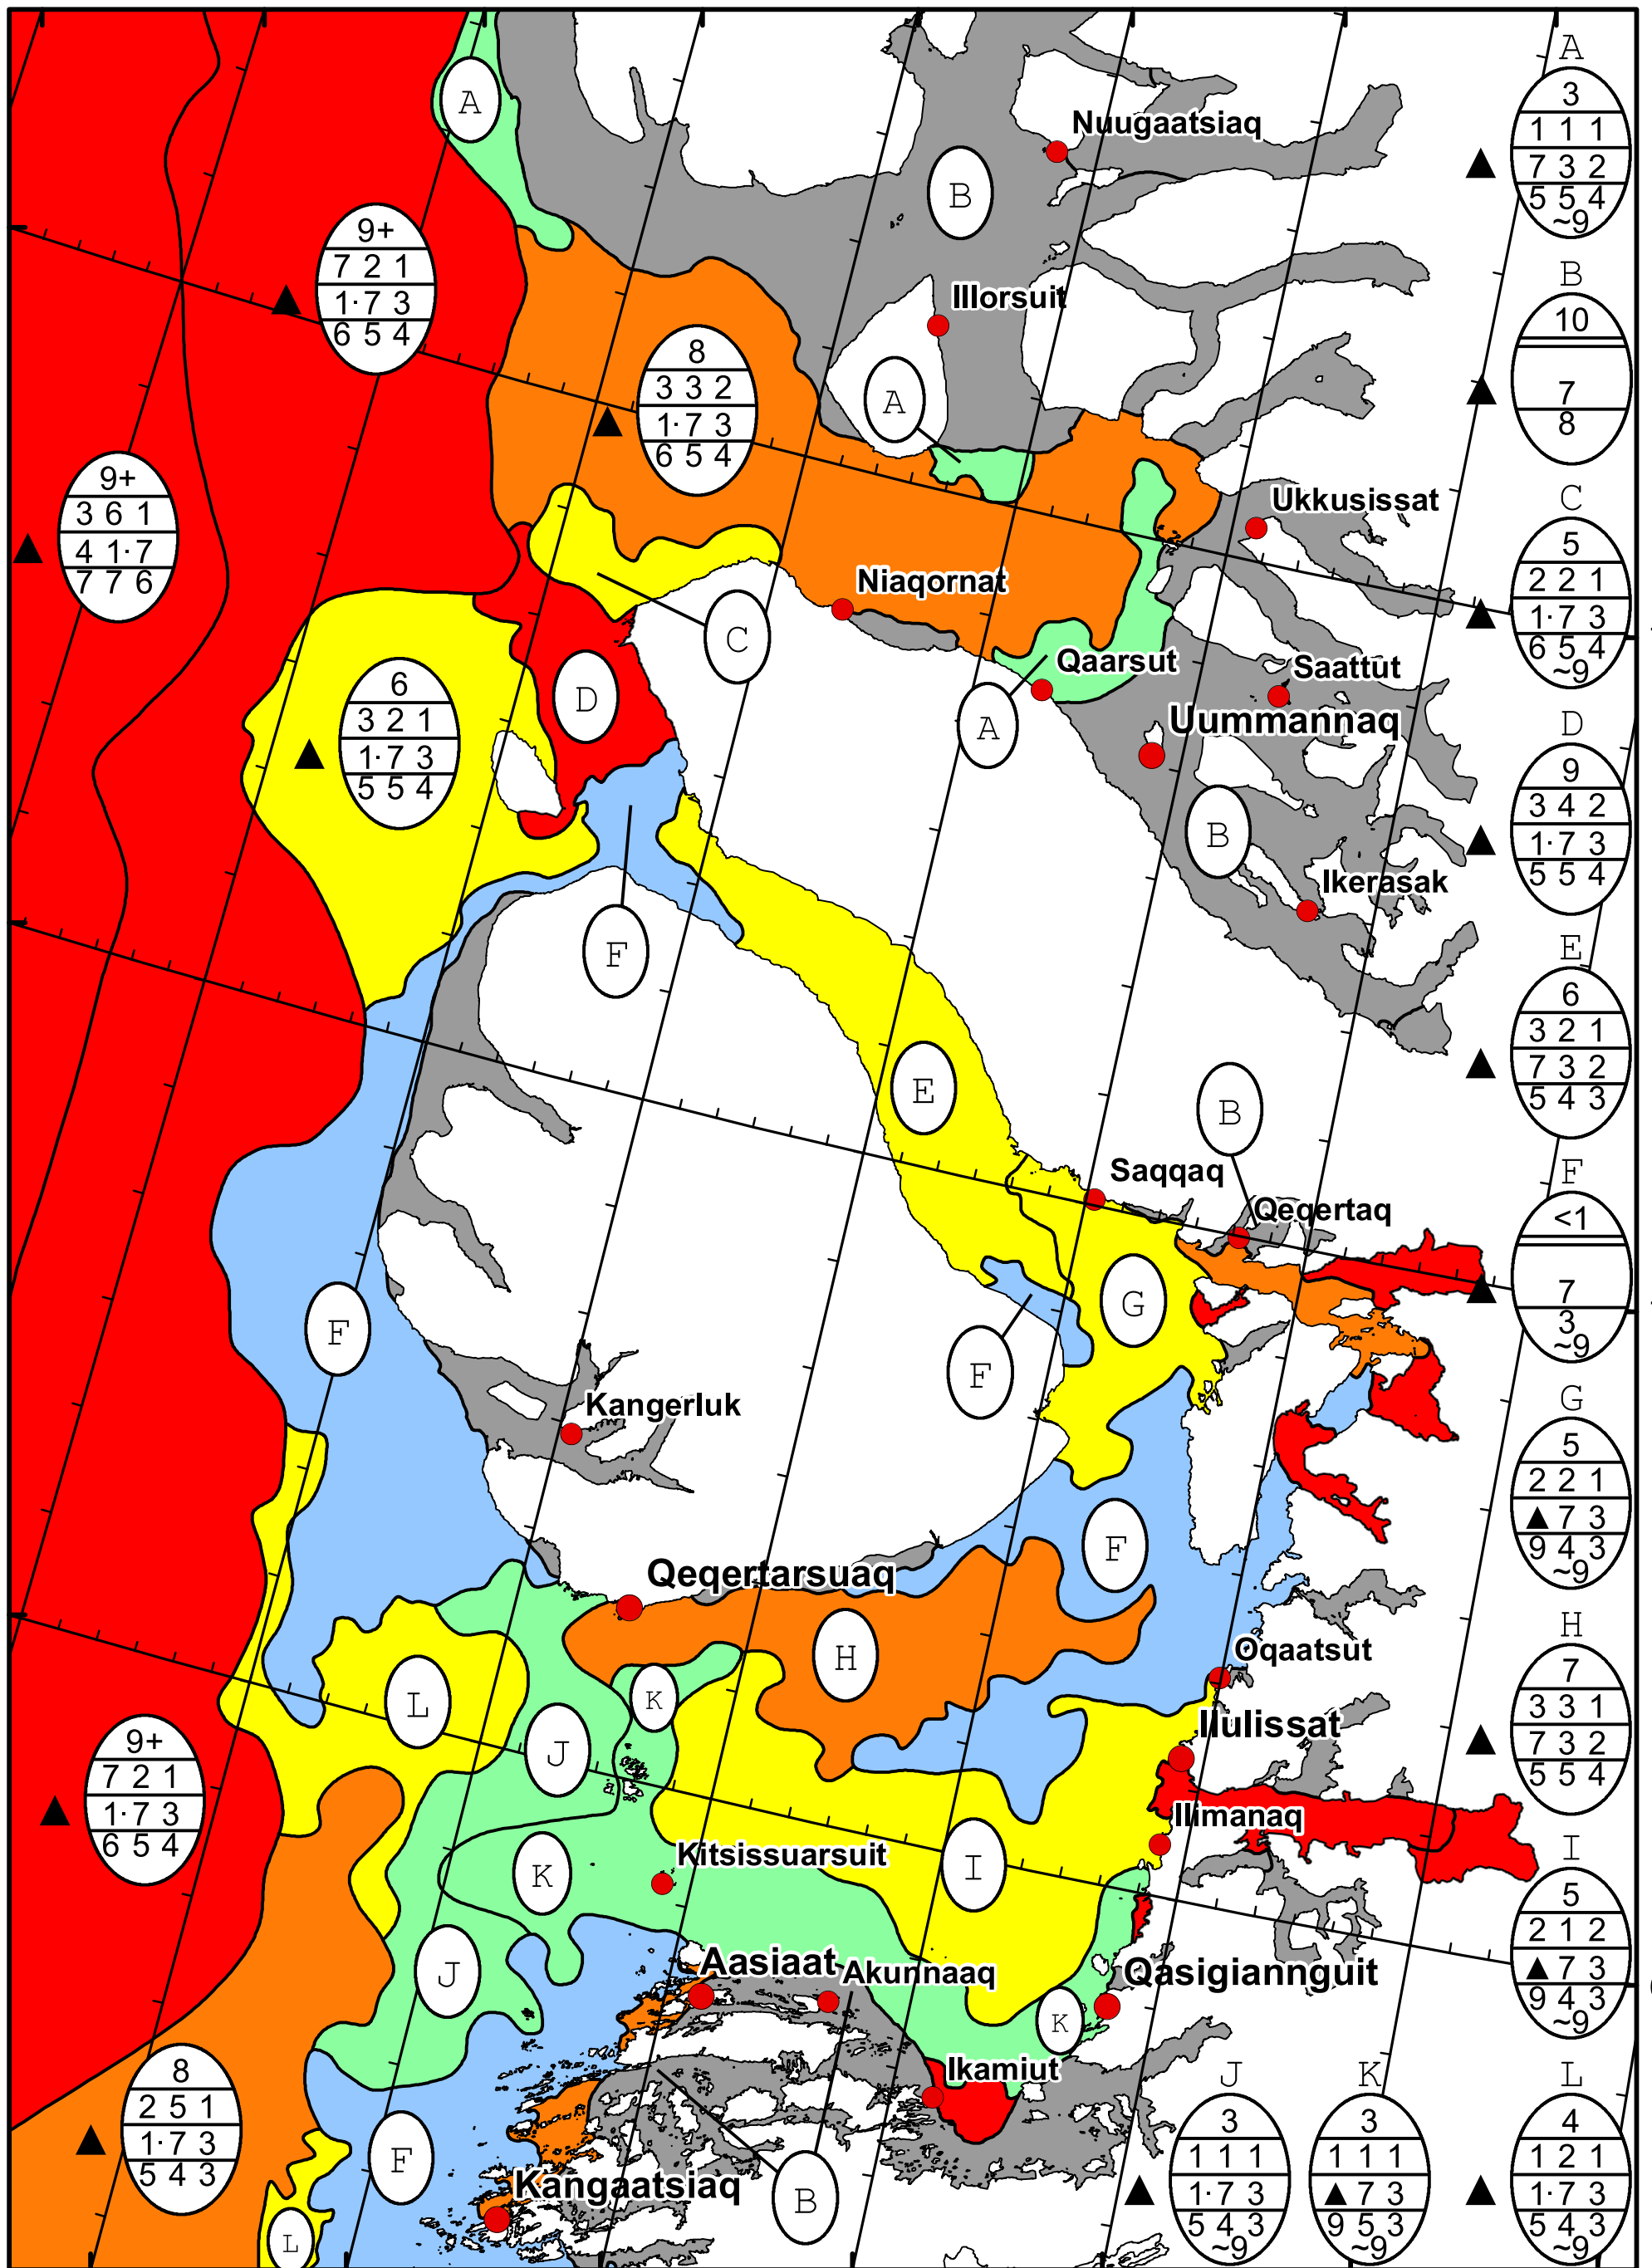 A
3
1 1 1
7 3 2
5 5 4
~9
A
Nuugaatsiaq
B
9+
7 2 1
1· 7 3
6 5 4
B
10
7
8
Illorsuit
8
3 3 2
1· 7 3
6 5 4
A
9+
3 6 1
4 1· 7
7 7 6
Ukkusissat
C
5
2 2 1
1· 7 3
6 5 4
~9
Niaqornat
C
Qaarsut
Saattut
D
A
Uummannaq
6
3 2 1
1· 7 3
5 5 4
D
9
3 4 2
1· 7 3
5 5 4
B
Ikerasak
F
E
6
3 2 1
7 3 2
5 4 3
E
B
Saqqaq
Qeqertaq
F
<1
7
3
~9
G
F
F
Kangerluk
G
5
2 2 1
▲ 7 3
9 4 3
~9
F
Qeqertarsuaq
H
7
3 3 1
7 3 2
5 5 4
H
Oqaatsut
L
K
Ilulissat
J
9+
7 2 1
1· 7 3
6 5 4
Ilimanaq
Kitsissuarsuit
K
I
I
5
2 1 2
▲ 7 3
9 4 3
~9
J
Aasiaat
Akunnaaq
Qasigiannguit
K
Ikamiut
8
2 5 1
1· 7 3
5 4 3
F
Kangaatsiaq
B
L
J
3
1 1 1
1· 7 3
5 4 3
~9
K
3
1 1 1
▲ 7 3
9 5 3
~9
L
4
1 2 1
1· 7 3
5 4 3
~9